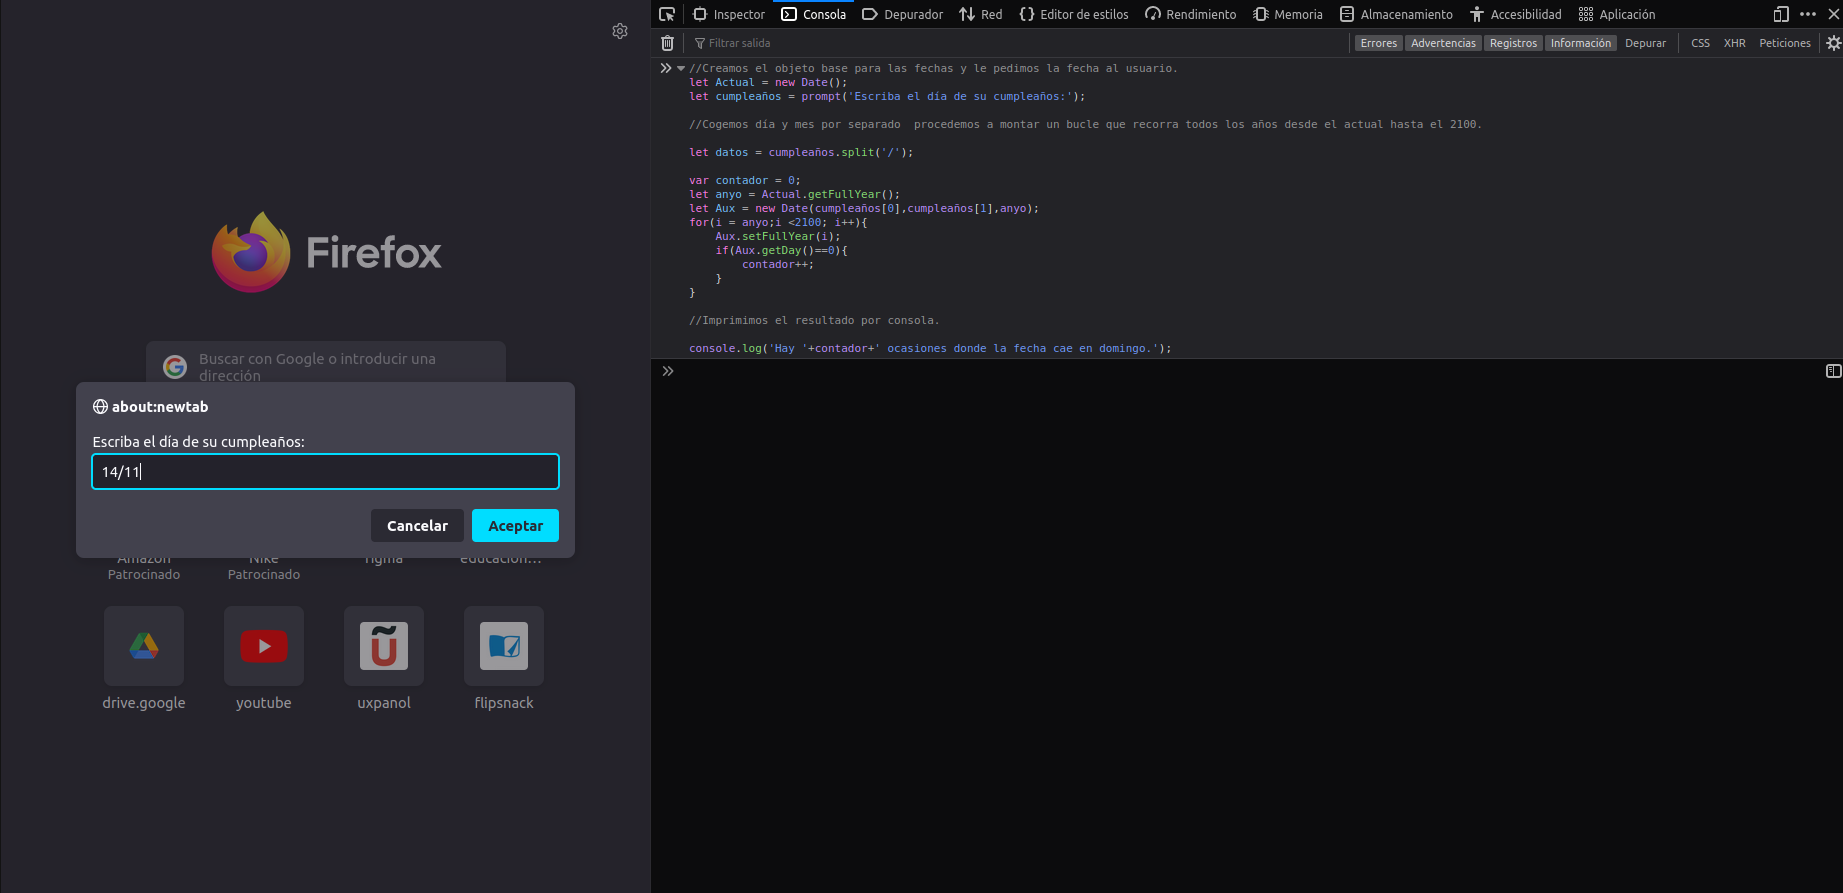 Inspector Consola Depurador Red Editor de estilos Rendimiento Memoria Almacenamiento Accesibilidad Aplicación
Filtrar salida Errores Advertencias Registros Información Depurar CSS XHR Peticiones
//Creamos el objeto base para las fechas y le pedimos la fecha al usuario.
let Actual = new Date();
let cumpleaños = prompt('Escriba el día de su cumpleaños:');
//Cogemos día y mes por separado  procedemos a montar un bucle que recorra todos los años desde el actual hasta el 2100.
let datos = cumpleaños.split('/');
var contador = 0;
let anyo = Actual.getFullYear();
let Aux = new Date(cumpleaños[0],cumpleaños[1],anyo);
for(i = anyo;i <2100; i++){
    Aux.setFullYear(i);
    if(Aux.getDay()==0){
        contador++;
    }
}
//Imprimimos el resultado por consola.
console.log('Hay '+contador+' ocasiones donde la fecha cae en domingo.');
Firefox
Buscar con Google o introducir una
dirección
about:newtab
Escriba el día de su cumpleaños:
14/11
Cancelar Aceptar
Amazon Nike figma educacion…
Patrocinado Patrocinado
drive.google youtube uxpanol flipsnack